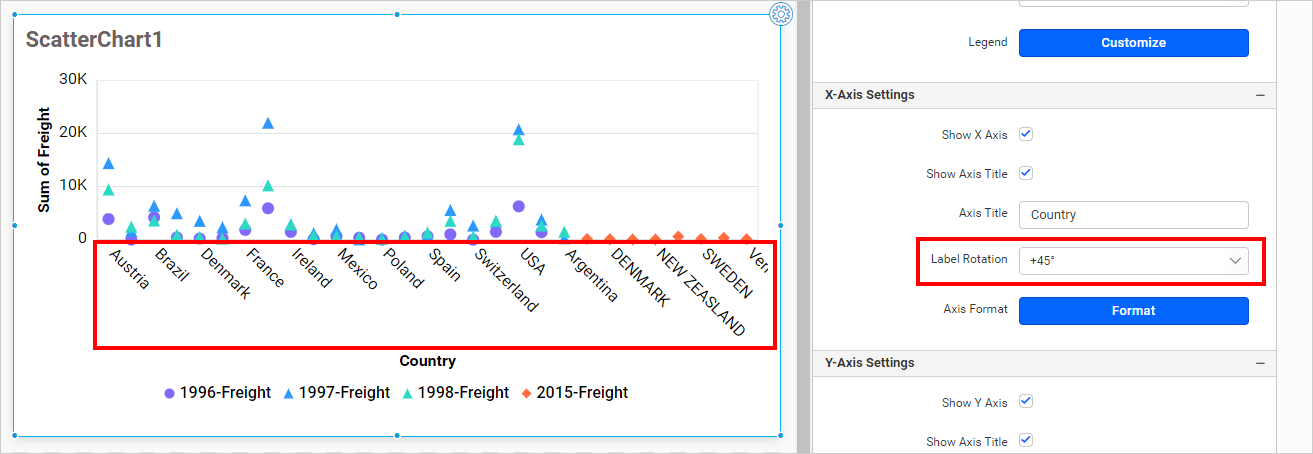 ScatterChart1
30K
20K
10K
0
Sum of Freight
Austria
Brazil
Denmark
France
Ireland
Mexico
Poland
Spain
Switzerland
USA
Argentina
DENMARK
NEW ZEASLAND
SWEDEN
Ven
Country
1996-Freight 1997-Freight 1998-Freight 2015-Freight
Legend Customize
X-Axis Settings
Show X Axis
Show Axis Title
Axis Title Country
Label Rotation +45°
Axis Format Format
Y-Axis Settings
Show Y Axis
Show Axis Title